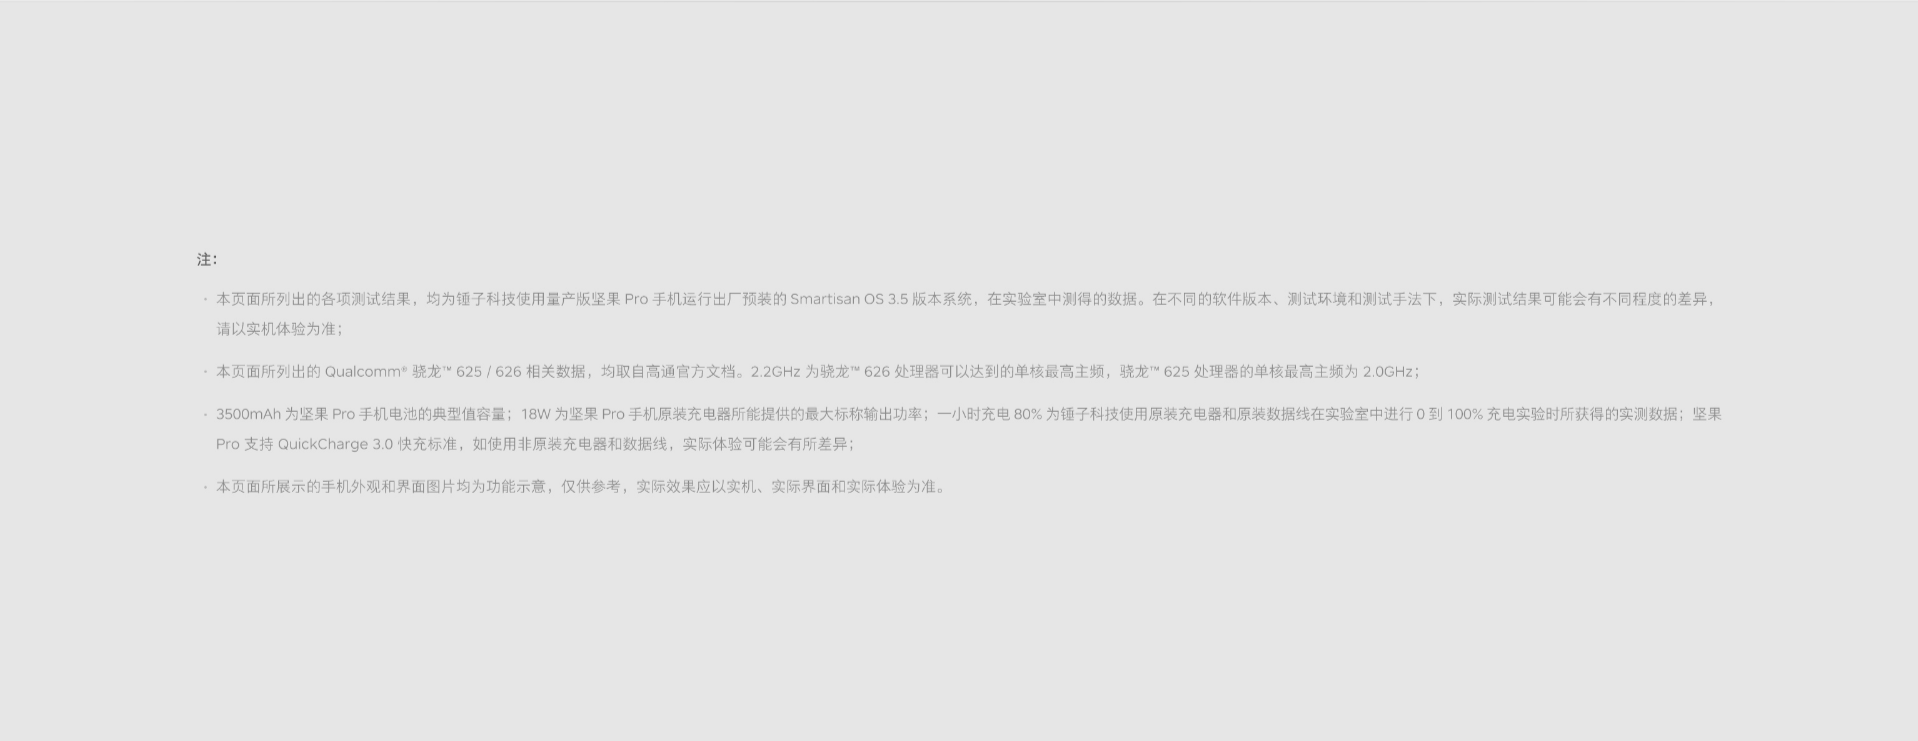 注：
· 本页面所列出的各项测试结果，均为锤子科技使用量产版坚果 Pro 手机运行出厂预装的 Smartisan OS 3.5 版本系统，在实验室中测得的数据。在不同的软件版本、测试环境和测试手法下，实际测试结果可能会有不同程度的差异，
请以实机体验为准；
· 本页面所列出的 Qualcomm® 骁龙™ 625 / 626 相关数据，均取自高通官方文档。2.2GHz 为骁龙™ 626 处理器可以达到的单核最高主频，骁龙™ 625 处理器的单核最高主频为 2.0GHz；
· 3500mAh 为坚果 Pro 手机电池的典型值容量；18W 为坚果 Pro 手机原装充电器所能提供的最大标称输出功率；一小时充电 80% 为锤子科技使用原装充电器和原装数据线在实验室中进行 0 到 100% 充电实验时所获得的实测数据；坚果
Pro 支持 QuickCharge 3.0 快充标准，如使用非原装充电器和数据线，实际体验可能会有所差异；
· 本页面所展示的手机外观和界面图片均为功能示意，仅供参考，实际效果应以实机、实际界面和实际体验为准。